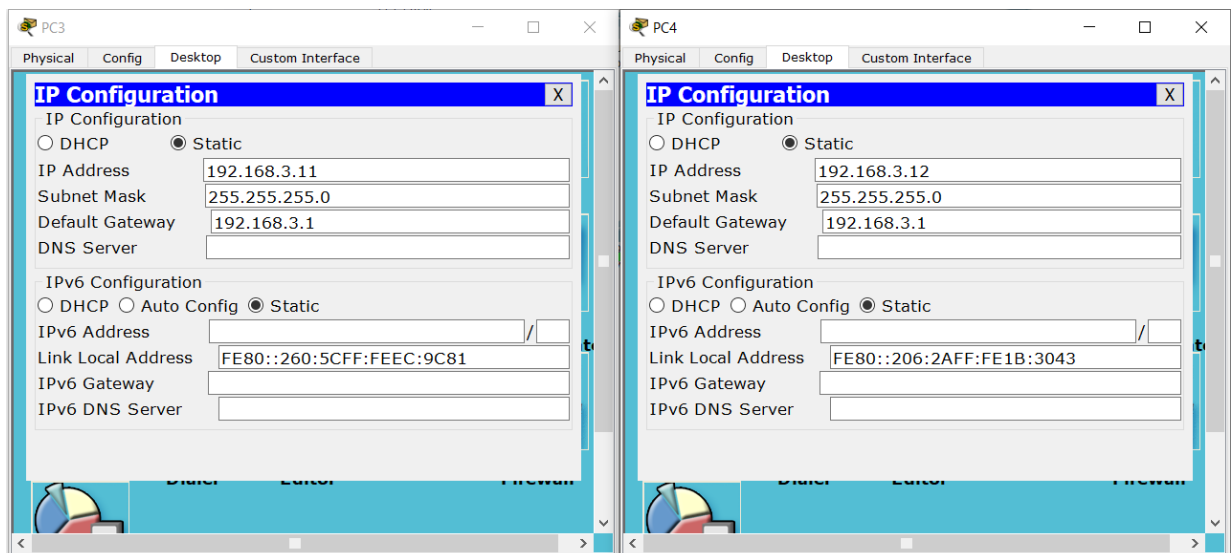 PC3
Physical Config Desktop Custom Interface
IP Configuration X
IP Configuration
DHCP Static
IP Address 192.168.3.11
Subnet Mask 255.255.255.0
Default Gateway 192.168.3.1
DNS Server
IPv6 Configuration
DHCP Auto Config Static
IPv6 Address /
Link Local Address FE80::260:5CFF:FEEC:9C81
IPv6 Gateway
IPv6 DNS Server
PC4
Physical Config Desktop Custom Interface
IP Configuration X
IP Configuration
DHCP Static
IP Address 192.168.3.12
Subnet Mask 255.255.255.0
Default Gateway 192.168.3.1
DNS Server
IPv6 Configuration
DHCP Auto Config Static
IPv6 Address /
Link Local Address FE80::206:2AFF:FE1B:3043
IPv6 Gateway
IPv6 DNS Server